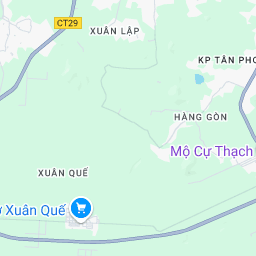 CT29
XUÂN LẬP
KP TÂN PHO
HÀNG GÒN
Mộ Cự Thạch
XUÂN QUẾ
Xuân Quế